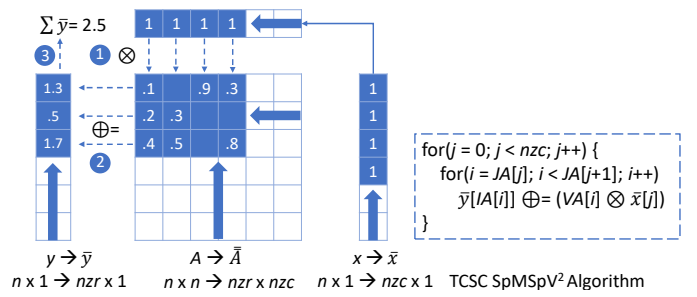 ∑ ȳ = 2.5
1 1 1 1
3 1 ⊗
1.3 .1 .9 .3 1
.5 .2 .3 1
⊕=
1.7 .4 .5 .8 1
2 1
for(j = 0; j < nzc; j++) {
for(i = JA[j]; i < JA[j+1]; i++)
ȳ[IA[i]] ⊕= (VA[i] ⊗ x̄[j])
}
y → ȳ A → A̿ x → x̄
n x 1 → nzr x 1 n x n → nzr x nzc n x 1 → nzc x 1 TCSC SpMSpV² Algorithm